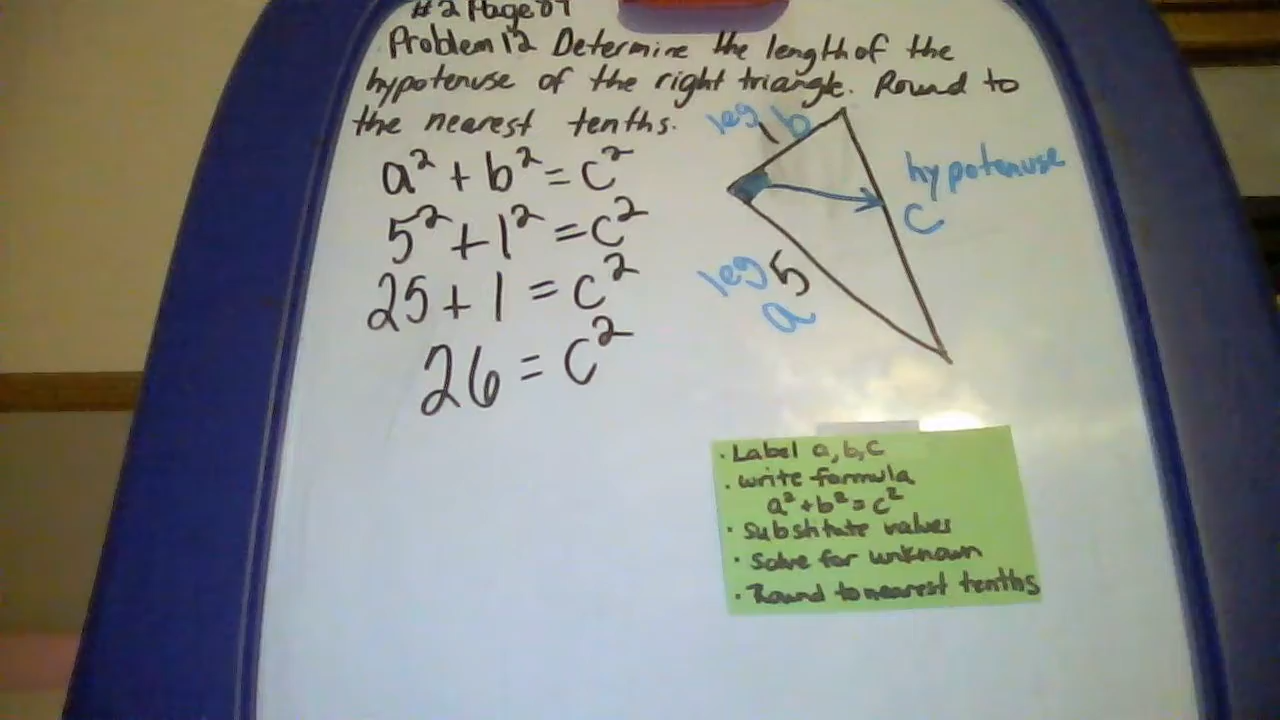 #2 Page
Problem 12 Determine the length of the
hypotenuse of the right triangle. Round to
the nearest tenths.
a² + b² = c²
5² + 1² = c²
25 + 1 = c²
26 = c²
leg 1 b
hypotenuse
c
leg 5
a
· Label a, b, c
· write formula
a² + b² = c²
· Substitute values
· Solve for unknown
· Round to nearest tenths